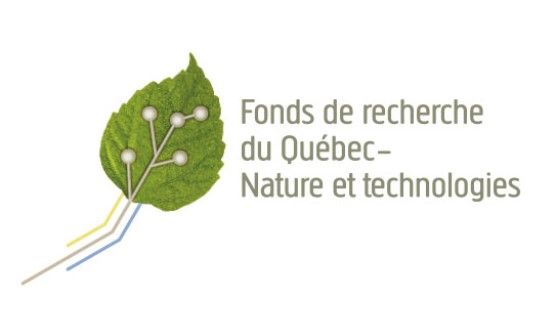 Fonds de recherche
du Québec–
Nature et technologies